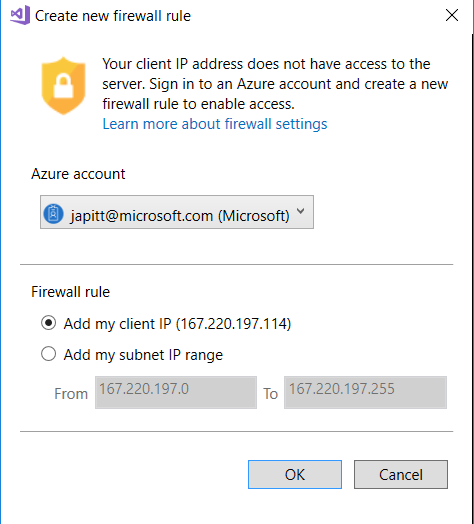 Create new firewall rule
Your client IP address does not have access to the
server. Sign in to an Azure account and create a new
firewall rule to enable access.
Learn more about firewall settings
Azure account
japitt@microsoft.com (Microsoft)
Firewall rule
Add my client IP (167.220.197.114)
Add my subnet IP range
From 167.220.197.0 To 167.220.197.255
OK Cancel